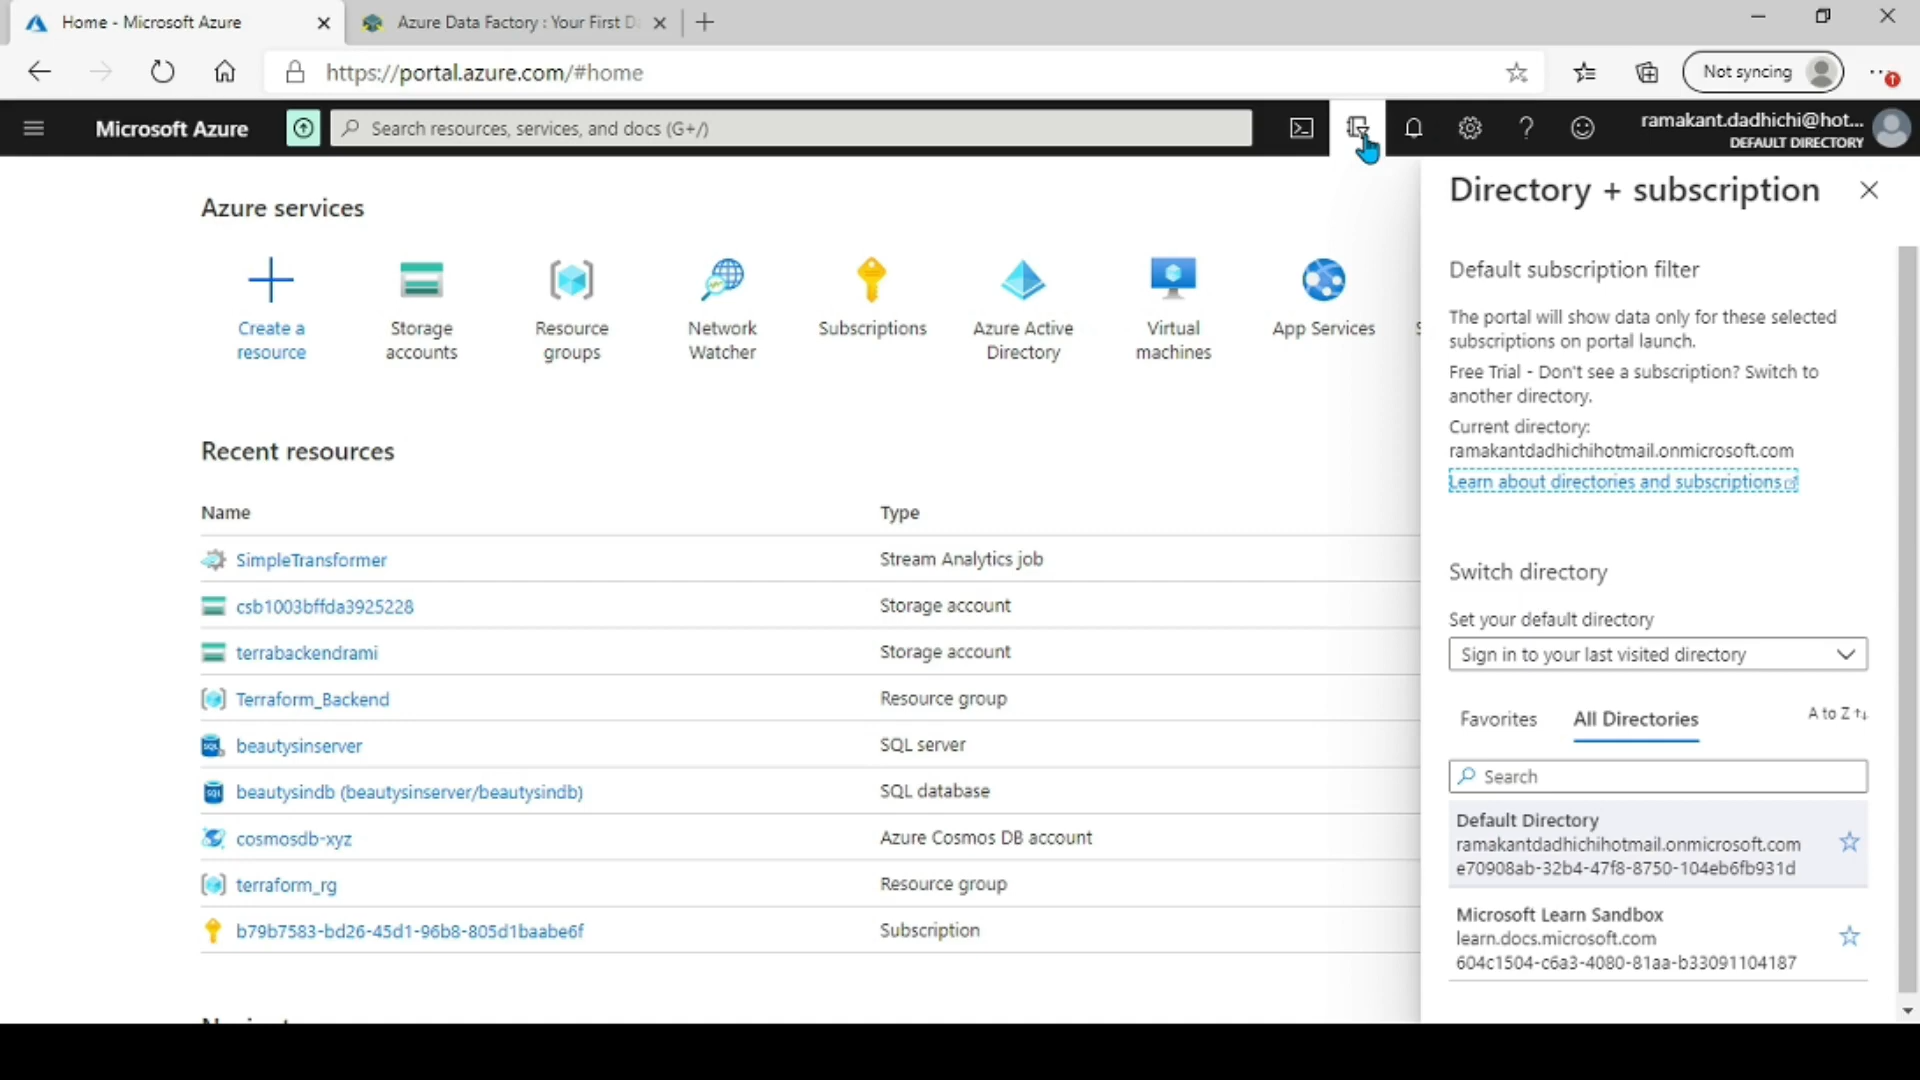 Home - Microsoft Azure
Azure Data Factory : Your First D
https://portal.azure.com/#home
Not syncing
Microsoft Azure
Search resources, services, and docs (G+/)
ramakant.dadhichi@hot...
DEFAULT DIRECTORY
Azure services
Create a
resource
Storage
accounts
Resource
groups
Network
Watcher
Subscriptions
Azure Active
Directory
Virtual
machines
App Services
Recent resources
Name
Type
SimpleTransformer
Stream Analytics job
csb1003bffda3925228
Storage account
terrabackendrami
Storage account
Terraform_Backend
Resource group
beautysinserver
SQL server
beautysindb (beautysinserver/beautysindb)
SQL database
cosmosdb-xyz
Azure Cosmos DB account
terraform_rg
Resource group
b79b7583-bd26-45d1-96b8-805d1baabe6f
Subscription
Directory + subscription
Default subscription filter
The portal will show data only for these selected
subscriptions on portal launch.
Free Trial - Don't see a subscription? Switch to
another directory.
Current directory:
ramakantdadhichihotmail.onmicrosoft.com
Learn about directories and subscriptions
Switch directory
Set your default directory
Sign in to your last visited directory
Favorites
All Directories
A to Z
Search
Default Directory
ramakantdadhichihotmail.onmicrosoft.com
e70908ab-32b4-47f8-8750-104eb6fb931d
Microsoft Learn Sandbox
learn.docs.microsoft.com
604c1504-c6a3-4080-81aa-b33091104187